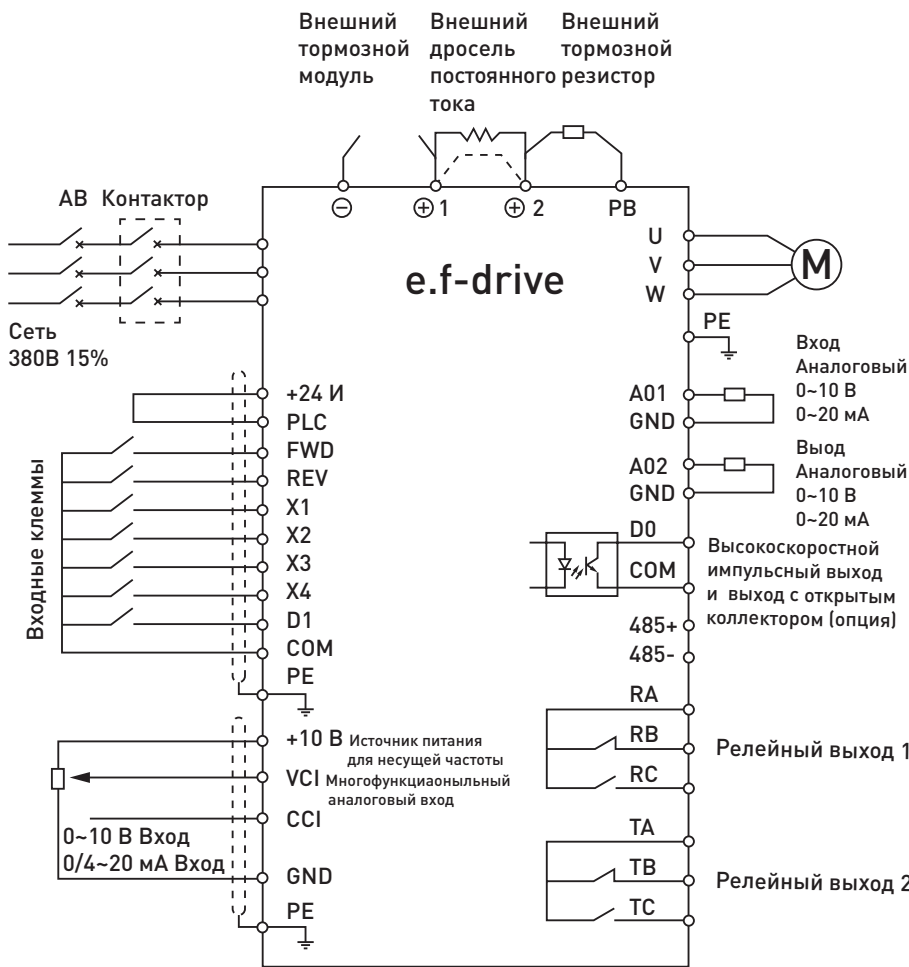 Внешний
тормозной
модуль
Внешний
дросель
постоянного
тока
Внешний
тормозной
резистор
АВ Контактор
⊖
⊕ 1
⊕ 2
PB
e.f-drive
Сеть
380В 15%
U
V
W
M
PE
Вход
Аналоговый
0~10 В
0~20 мА
A01
GND
Выод
Аналоговый
0~10 В
0~20 мА
A02
GND
D0
COM
Высокоскоростной
импульсный выход
и выход с открытым
коллектором (опция)
485+
485-
Входные клеммы
+24 И
PLC
FWD
REV
X1
X2
X3
X4
D1
COM
PE
+10 В Источник питания
для несущей частоты
VCI Многофункциаоныльный
аналоговый вход
CCI
0~10 В Вход
0/4~20 мА Вход
GND
PE
RA
RB
RC
Релейный выход 1
TA
TB
TC
Релейный выход 2